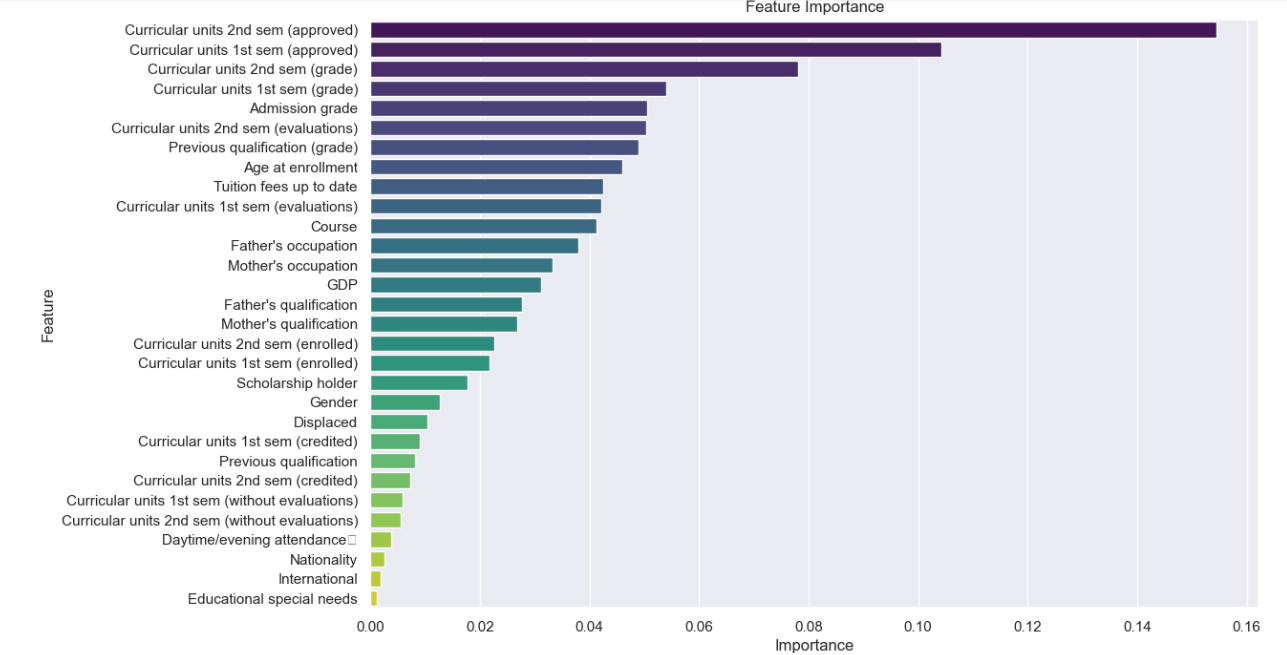 Feature Importance
Curricular units 2nd sem (approved)
Curricular units 1st sem (approved)
Curricular units 2nd sem (grade)
Curricular units 1st sem (grade)
Admission grade
Curricular units 2nd sem (evaluations)
Previous qualification (grade)
Age at enrollment
Tuition fees up to date
Curricular units 1st sem (evaluations)
Course
Father's occupation
Mother's occupation
GDP
Father's qualification
Mother's qualification
Curricular units 2nd sem (enrolled)
Curricular units 1st sem (enrolled)
Scholarship holder
Gender
Displaced
Curricular units 1st sem (credited)
Previous qualification
Curricular units 2nd sem (credited)
Curricular units 1st sem (without evaluations)
Curricular units 2nd sem (without evaluations)
Daytime/evening attendance□
Nationality
International
Educational special needs
Feature
0.00 0.02 0.04 0.06 0.08 0.10 0.12 0.14 0.16
Importance